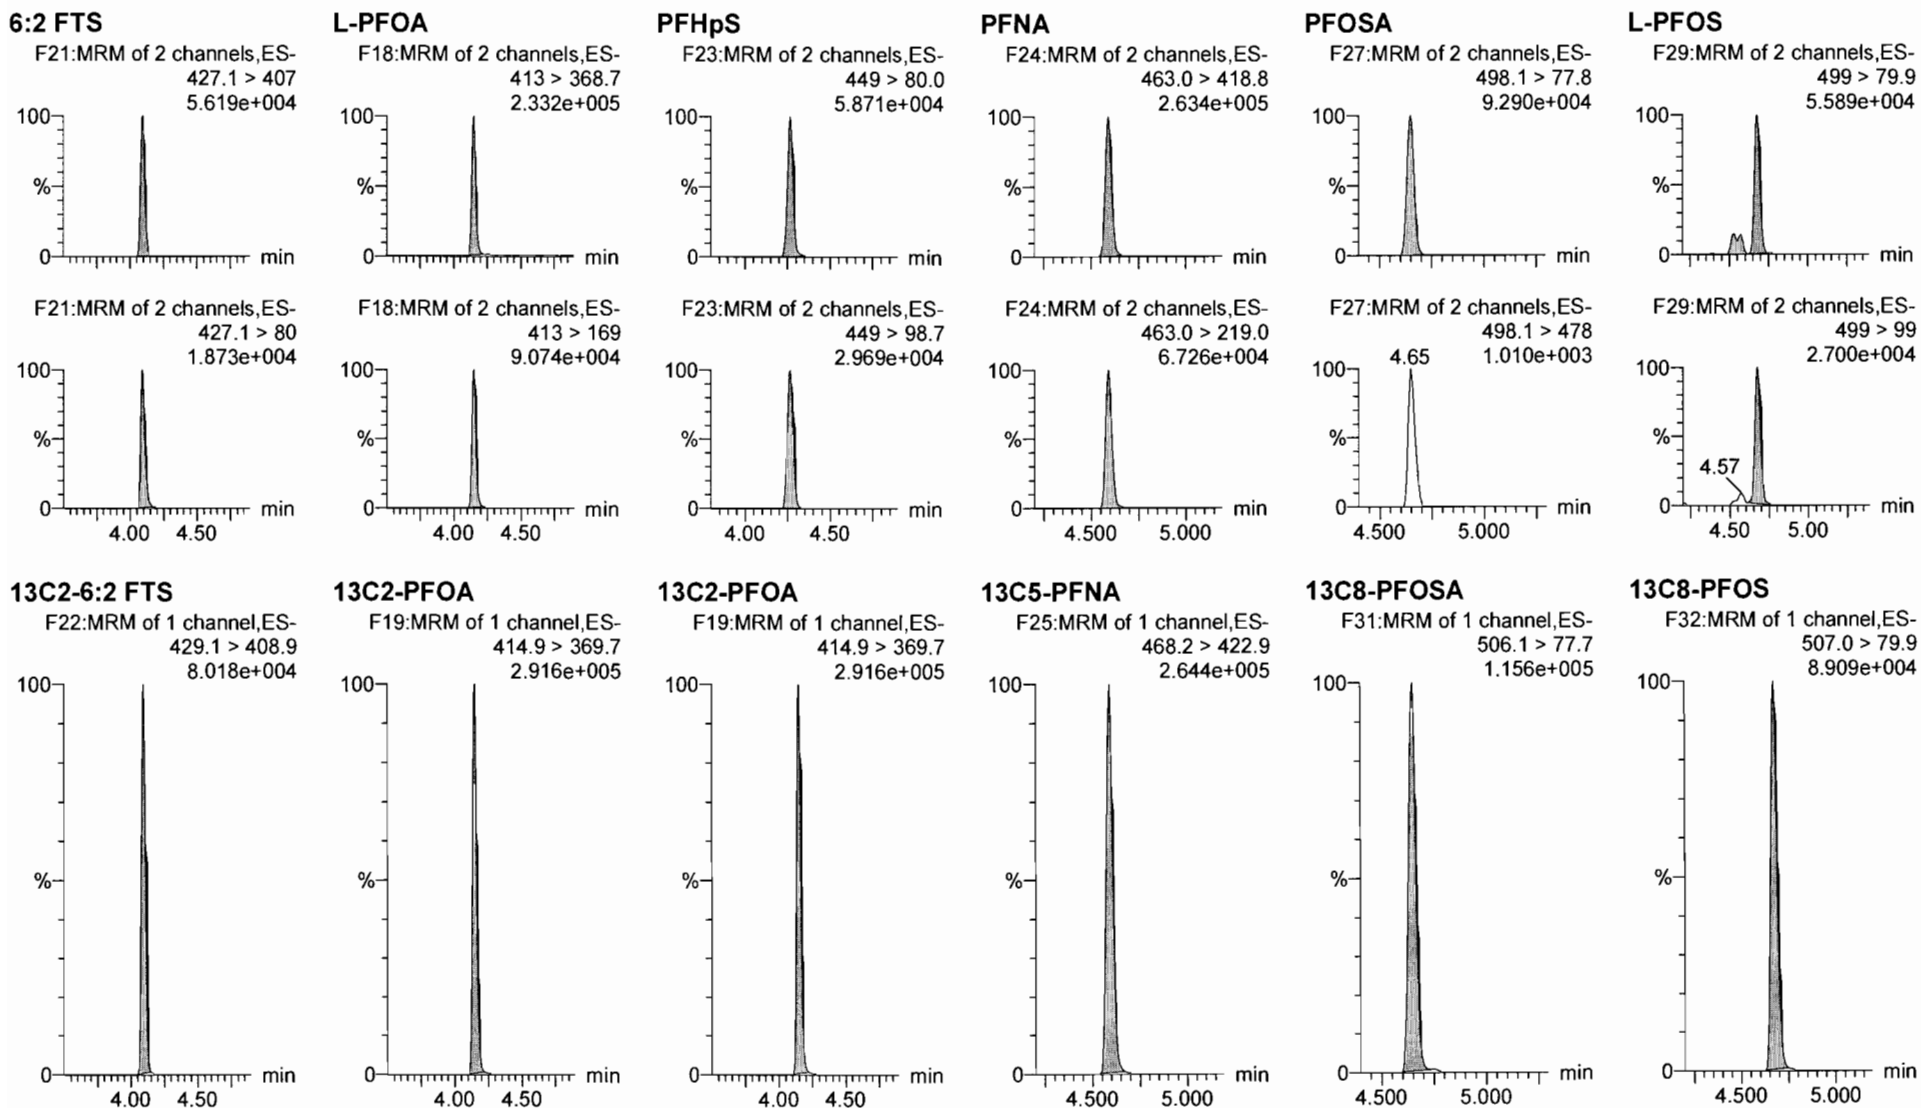 6:2 FTS
F21:MRM of 2 channels,ES-
427.1 > 407
5.619e+004
100
%
0
min
L-PFOA
F18:MRM of 2 channels,ES-
413 > 368.7
2.332e+005
100
%
0
min
PFHpS
F23:MRM of 2 channels,ES-
449 > 80.0
5.871e+004
100
%
0
min
PFNA
F24:MRM of 2 channels,ES-
463.0 > 418.8
2.634e+005
100
%
0
min
PFOSA
F27:MRM of 2 channels,ES-
498.1 > 77.8
9.290e+004
100
%
0
min
L-PFOS
F29:MRM of 2 channels,ES-
499 > 79.9
5.589e+004
100
%
0
min
F21:MRM of 2 channels,ES-
427.1 > 80
1.873e+004
100
%
0
min
4.00 4.50
F18:MRM of 2 channels,ES-
413 > 169
9.074e+004
100
%
0
min
4.00 4.50
F23:MRM of 2 channels,ES-
449 > 98.7
2.969e+004
100
%
0
min
4.00 4.50
F24:MRM of 2 channels,ES-
463.0 > 219.0
6.726e+004
100
%
0
min
4.500 5.000
F27:MRM of 2 channels,ES-
498.1 > 478
4.65 1.010e+003
100
%
0
min
4.500 5.000
F29:MRM of 2 channels,ES-
499 > 99
2.700e+004
100
%
4.57
0
min
4.50 5.00
13C2-6:2 FTS
F22:MRM of 1 channel,ES-
429.1 > 408.9
8.018e+004
100
%
0
min
4.00 4.50
13C2-PFOA
F19:MRM of 1 channel,ES-
414.9 > 369.7
2.916e+005
100
%
0
min
4.00 4.50
13C2-PFOA
F19:MRM of 1 channel,ES-
414.9 > 369.7
2.916e+005
100
%
0
min
4.00 4.50
13C5-PFNA
F25:MRM of 1 channel,ES-
468.2 > 422.9
2.644e+005
100
%
0
min
4.500 5.000
13C8-PFOSA
F31:MRM of 1 channel,ES-
506.1 > 77.7
1.156e+005
100
%
0
min
4.500 5.000
13C8-PFOS
F32:MRM of 1 channel,ES-
507.0 > 79.9
8.909e+004
100
%
0
min
4.500 5.000